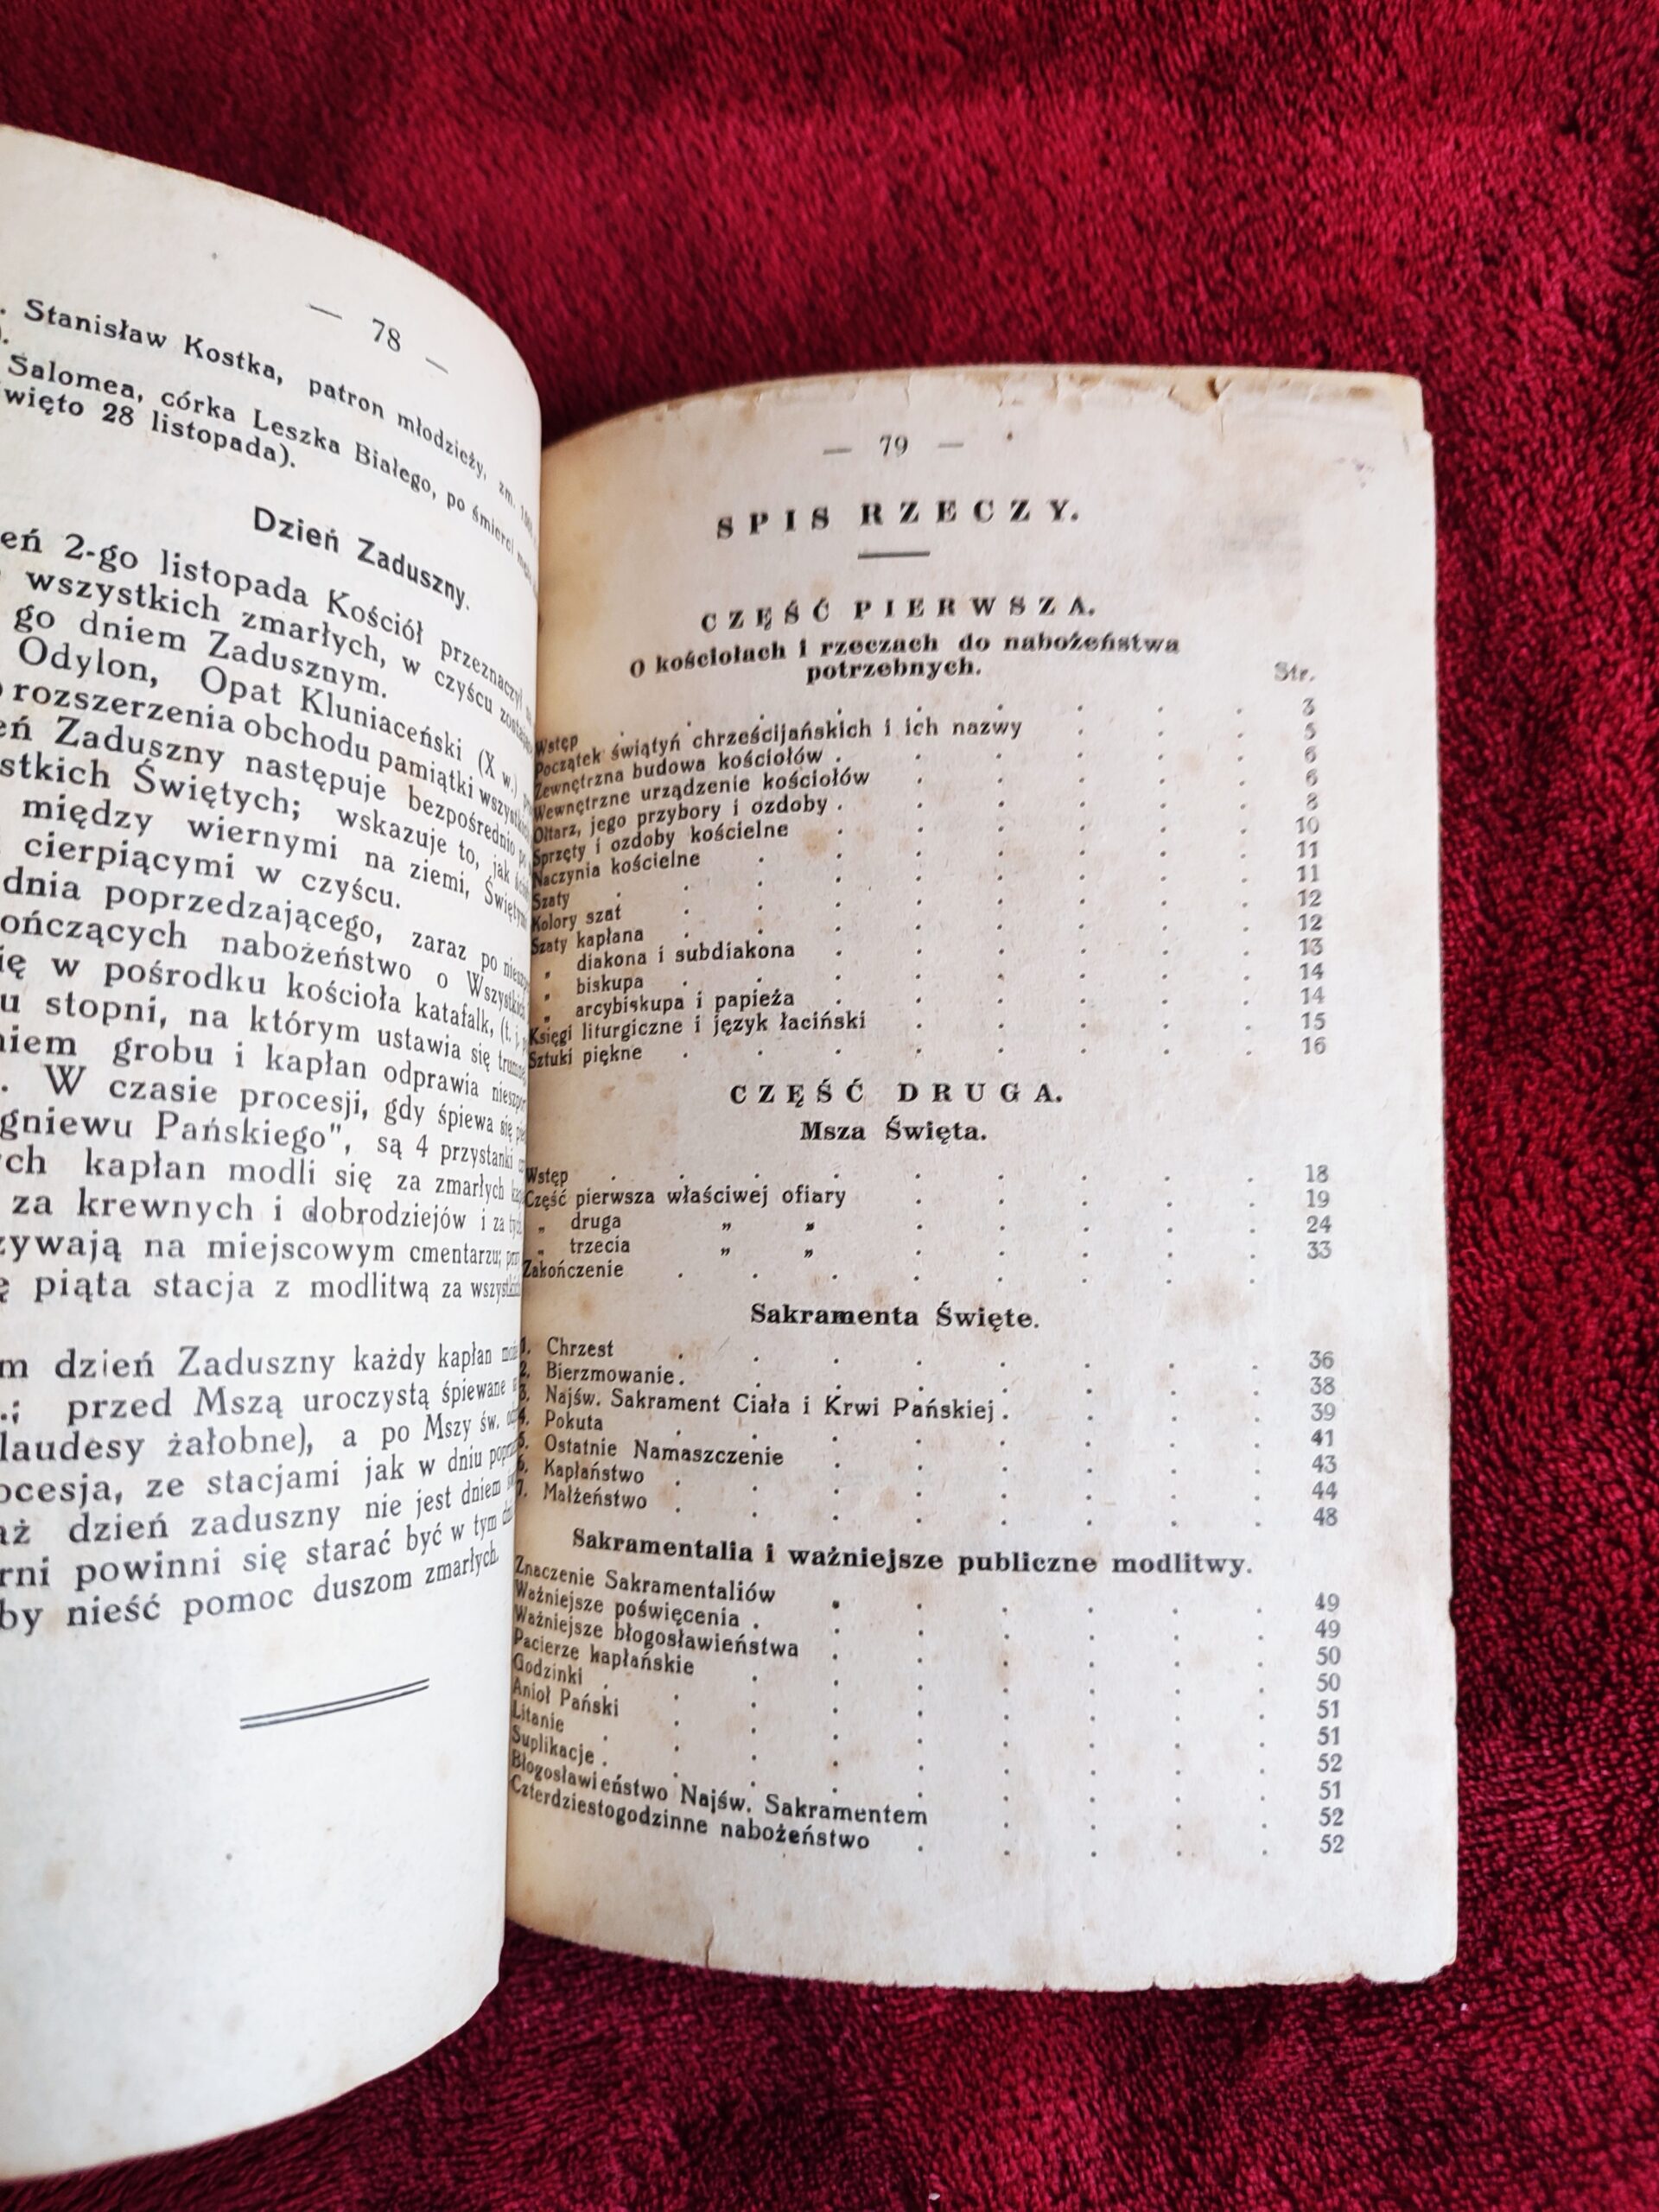 — 78 —
Stanisław Kostka, patron młodzieży, zm.
Salomea, córka Leszka Białego, po śmierci
więto 28 listopada).
Dzień Zaduszny.
eń 2-go listopada Kościół przeznaczył
wszystkich zmarłych, w czyścu
go dniem Zadusznym.
Odylon, Opat Kluniaceński (X w.)
rozszerzenia obchodu pamiątki
eń Zaduszny następuje bezpośrednio
stkich Świętych; wskazuje to, jak
między wiernymi na ziemi,
cierpiącymi w czyścu.
dnia poprzedzającego, zaraz po
ończących nabożeństwo o
ię w pośrodku kościoła katafalk, (t. j.
u stopni, na którym ustawia się
niem grobu i kapłan odprawia
. W czasie procesji, gdy śpiewa się
gniewu Pańskiego", są 4 przystanki
ych kapłan modli się za zmarłych
za krewnych i dobrodziejów i za
zywają na miejscowym cmentarzu;
ę piąta stacja z modlitwą za
m dzień Zaduszny każdy kapłan
.; przed Mszą uroczystą śpiewane
laudesy żałobne), a po Mszy św.
ocesja, ze stacjami jak w dniu
aż dzień zaduszny nie jest dniem
rni powinni się starać być w tym
by nieść pomoc duszom zmarłych.
— 79 —
SPIS RZECZY.
CZĘŚĆ PIERWSZA.
O kościołach i rzeczach do nabożeństwa
potrzebnych.
Str.
Wstęp . . . . . . . . 3
Początek świątyń chrześcijańskich i ich nazwy . . . 5
Zewnętrzna budowa kościołów . . . . . . 6
Wewnętrzne urządzenie kościołów . . . . . 6
Ołtarz, jego przybory i ozdoby . . . . . . 8
Sprzęty i ozdoby kościelne . . . . . . 10
Naczynia kościelne . . . . . . . 11
Szaty . . . . . . . . . 11
Kolory szat . . . . . . . . 12
Szaty kapłana . . . . . . . . 12
„ diakona i subdiakona . . . . . . 13
„ biskupa . . . . . . . . 14
„ arcybiskupa i papieża . . . . . . 14
Księgi liturgiczne i język łaciński . . . . . 15
Sztuki piękne . . . . . . . . 16
CZĘŚĆ DRUGA.
Msza Święta.
Wstęp . . . . . . . . . 18
Część pierwsza właściwej ofiary . . . . . 19
„ druga „ „ . . . . . 24
„ trzecia „ „ . . . . . 33
Zakończenie . . . . . . . .
Sakramenta Święte.
1. Chrzest . . . . . . . . 36
2. Bierzmowanie . . . . . . . . 38
3. Najśw. Sakrament Ciała i Krwi Pańskiej . . . . 39
4. Pokuta . . . . . . . . 41
5. Ostatnie Namaszczenie . . . . . . 43
6. Kapłaństwo . . . . . . . . 44
7. Małżeństwo . . . . . . . . 48
Sakramentalia i ważniejsze publiczne modlitwy.
Znaczenie Sakramentaliów . . . . . . 49
Ważniejsze poświęcenia . . . . . . . 49
Ważniejsze błogosławieństwa . . . . . . 50
Pacierze kapłańskie . . . . . . . 50
Godzinki . . . . . . . . . 51
Anioł Pański . . . . . . . . 51
Litanie . . . . . . . . . 52
Suplikacje . . . . . . . . . 51
Błogosławieństwo Najśw. Sakramentem . . . . 52
Czterdziestogodzinne nabożeństwo . . . . . 52